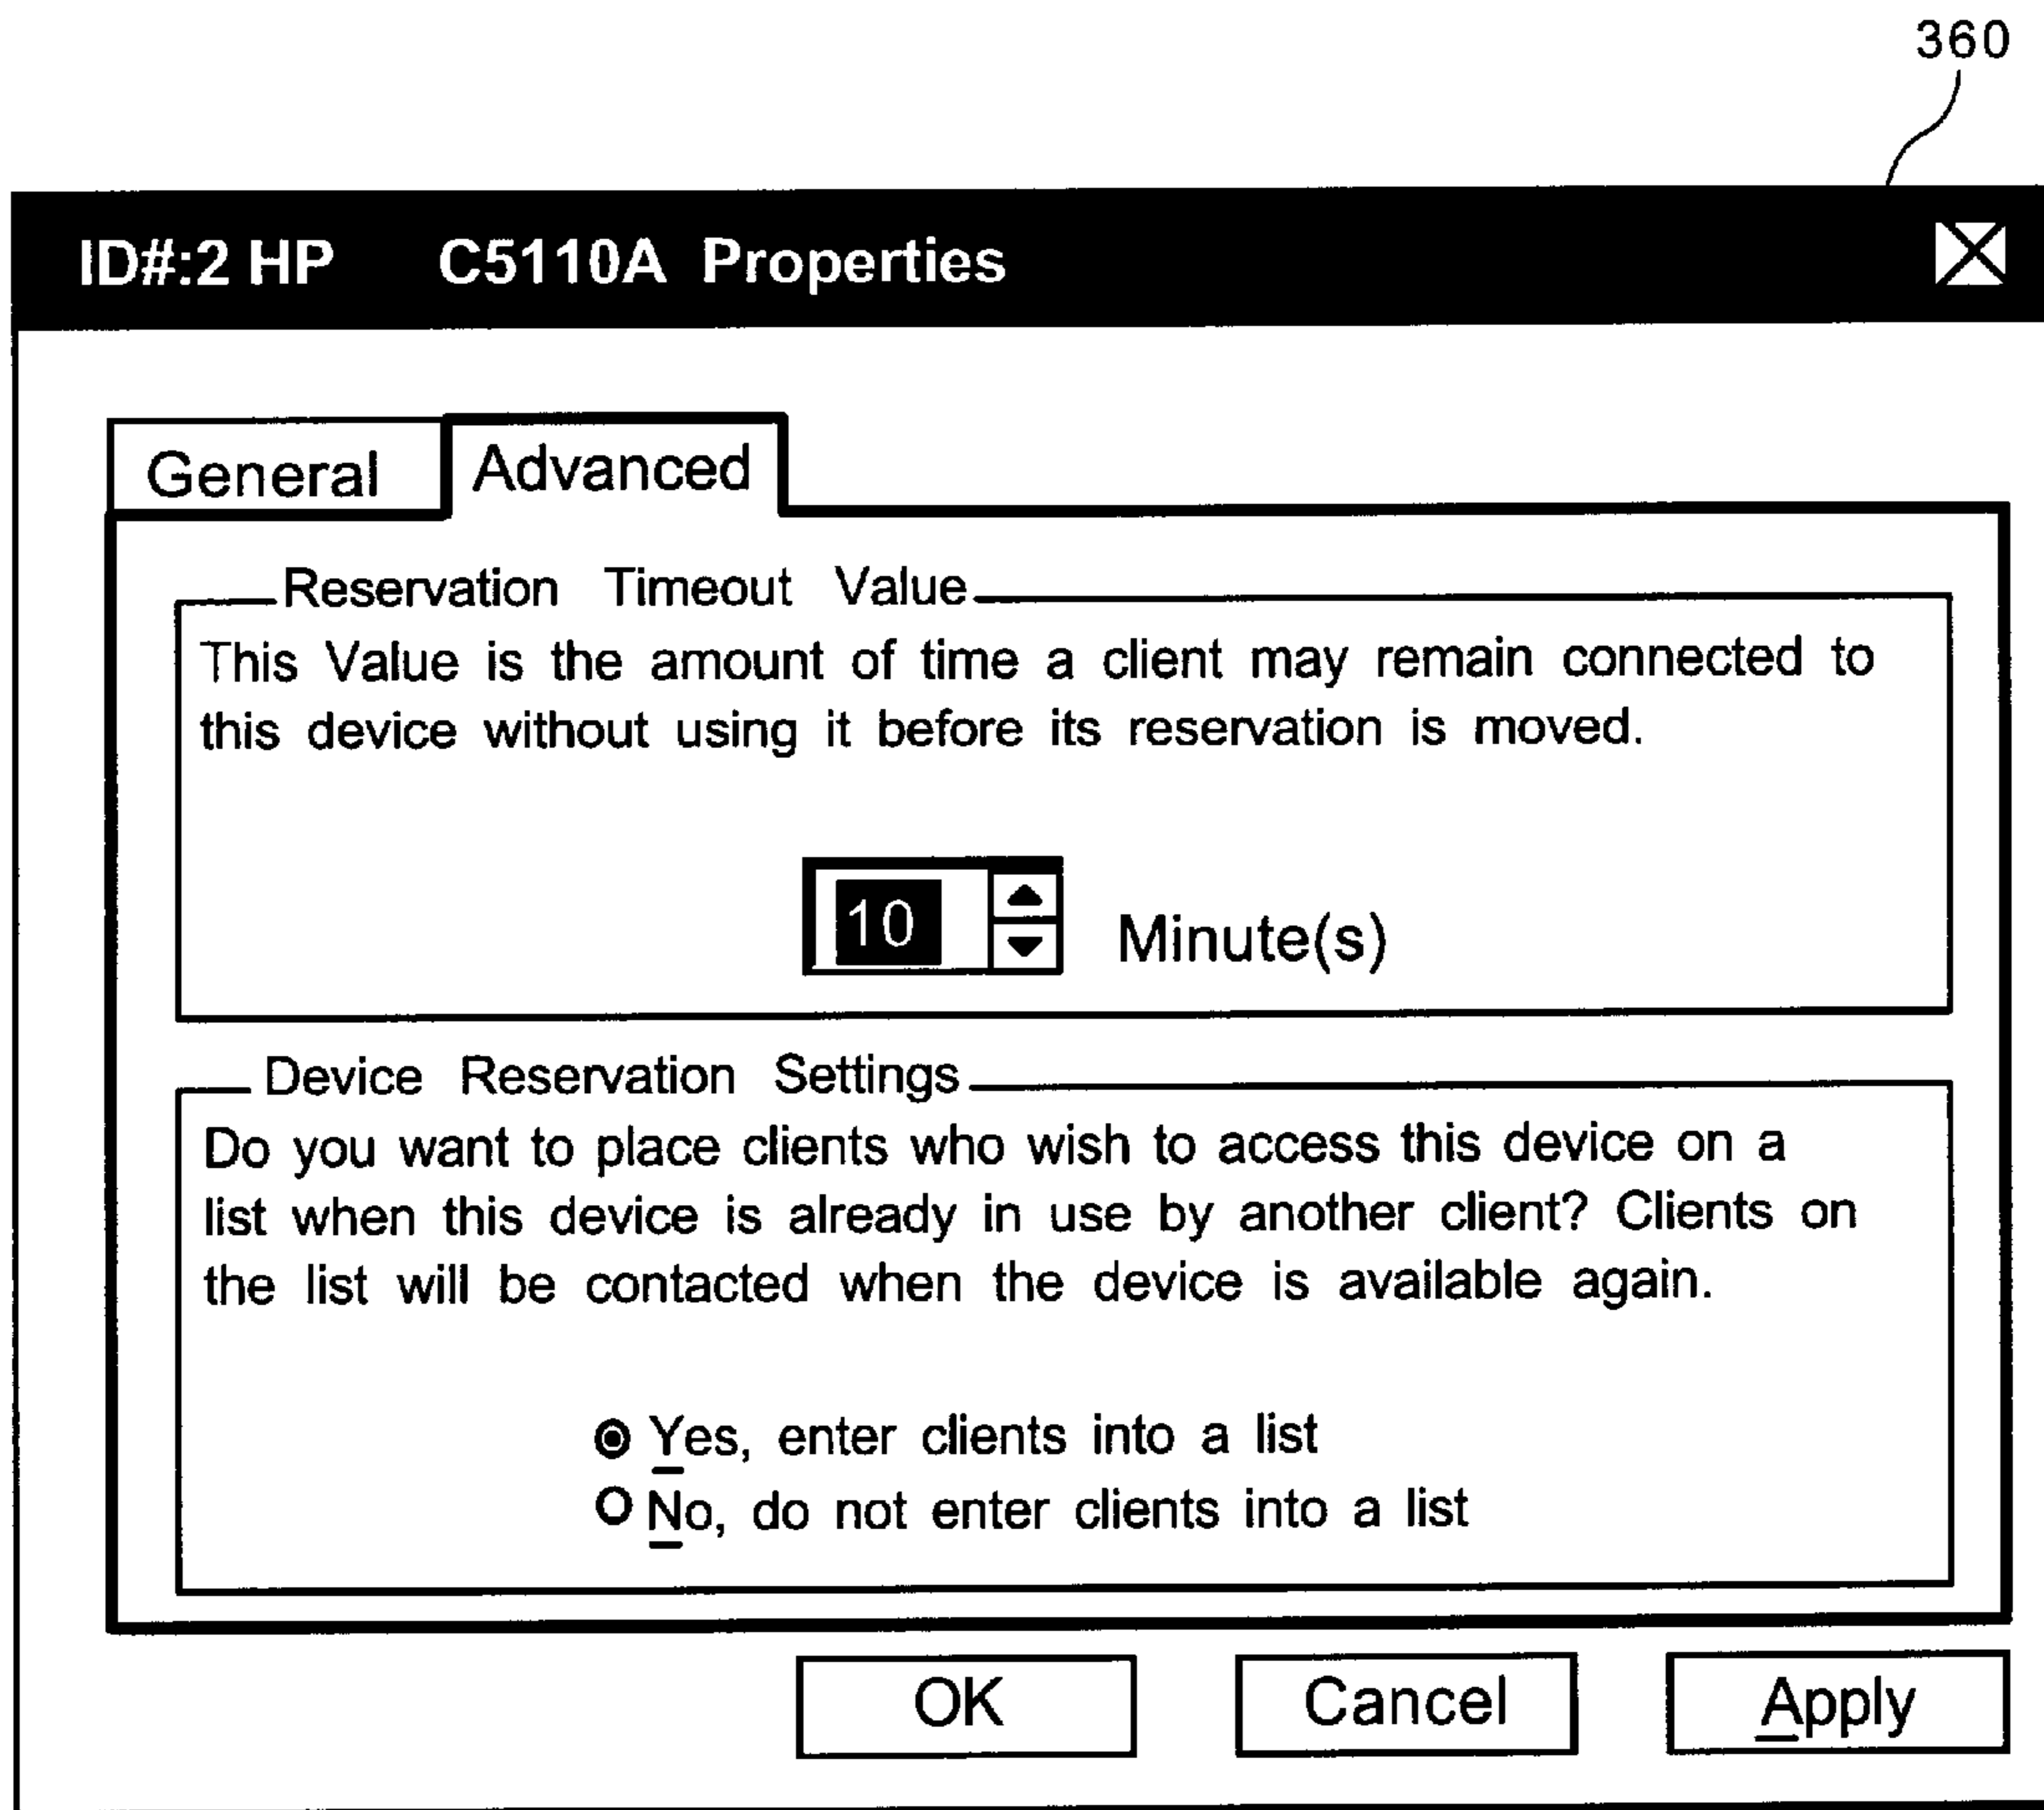 360
ID#:2 HP C5110A Properties
General Advanced
Reservation Timeout Value
This Value is the amount of time a client may remain connected to
this device without using it before its reservation is moved.
10 Minute(s)
Device Reservation Settings
Do you want to place clients who wish to access this device on a
list when this device is already in use by another client? Clients on
the list will be contacted when the device is available again.
Yes, enter clients into a list
No, do not enter clients into a list
OK Cancel Apply